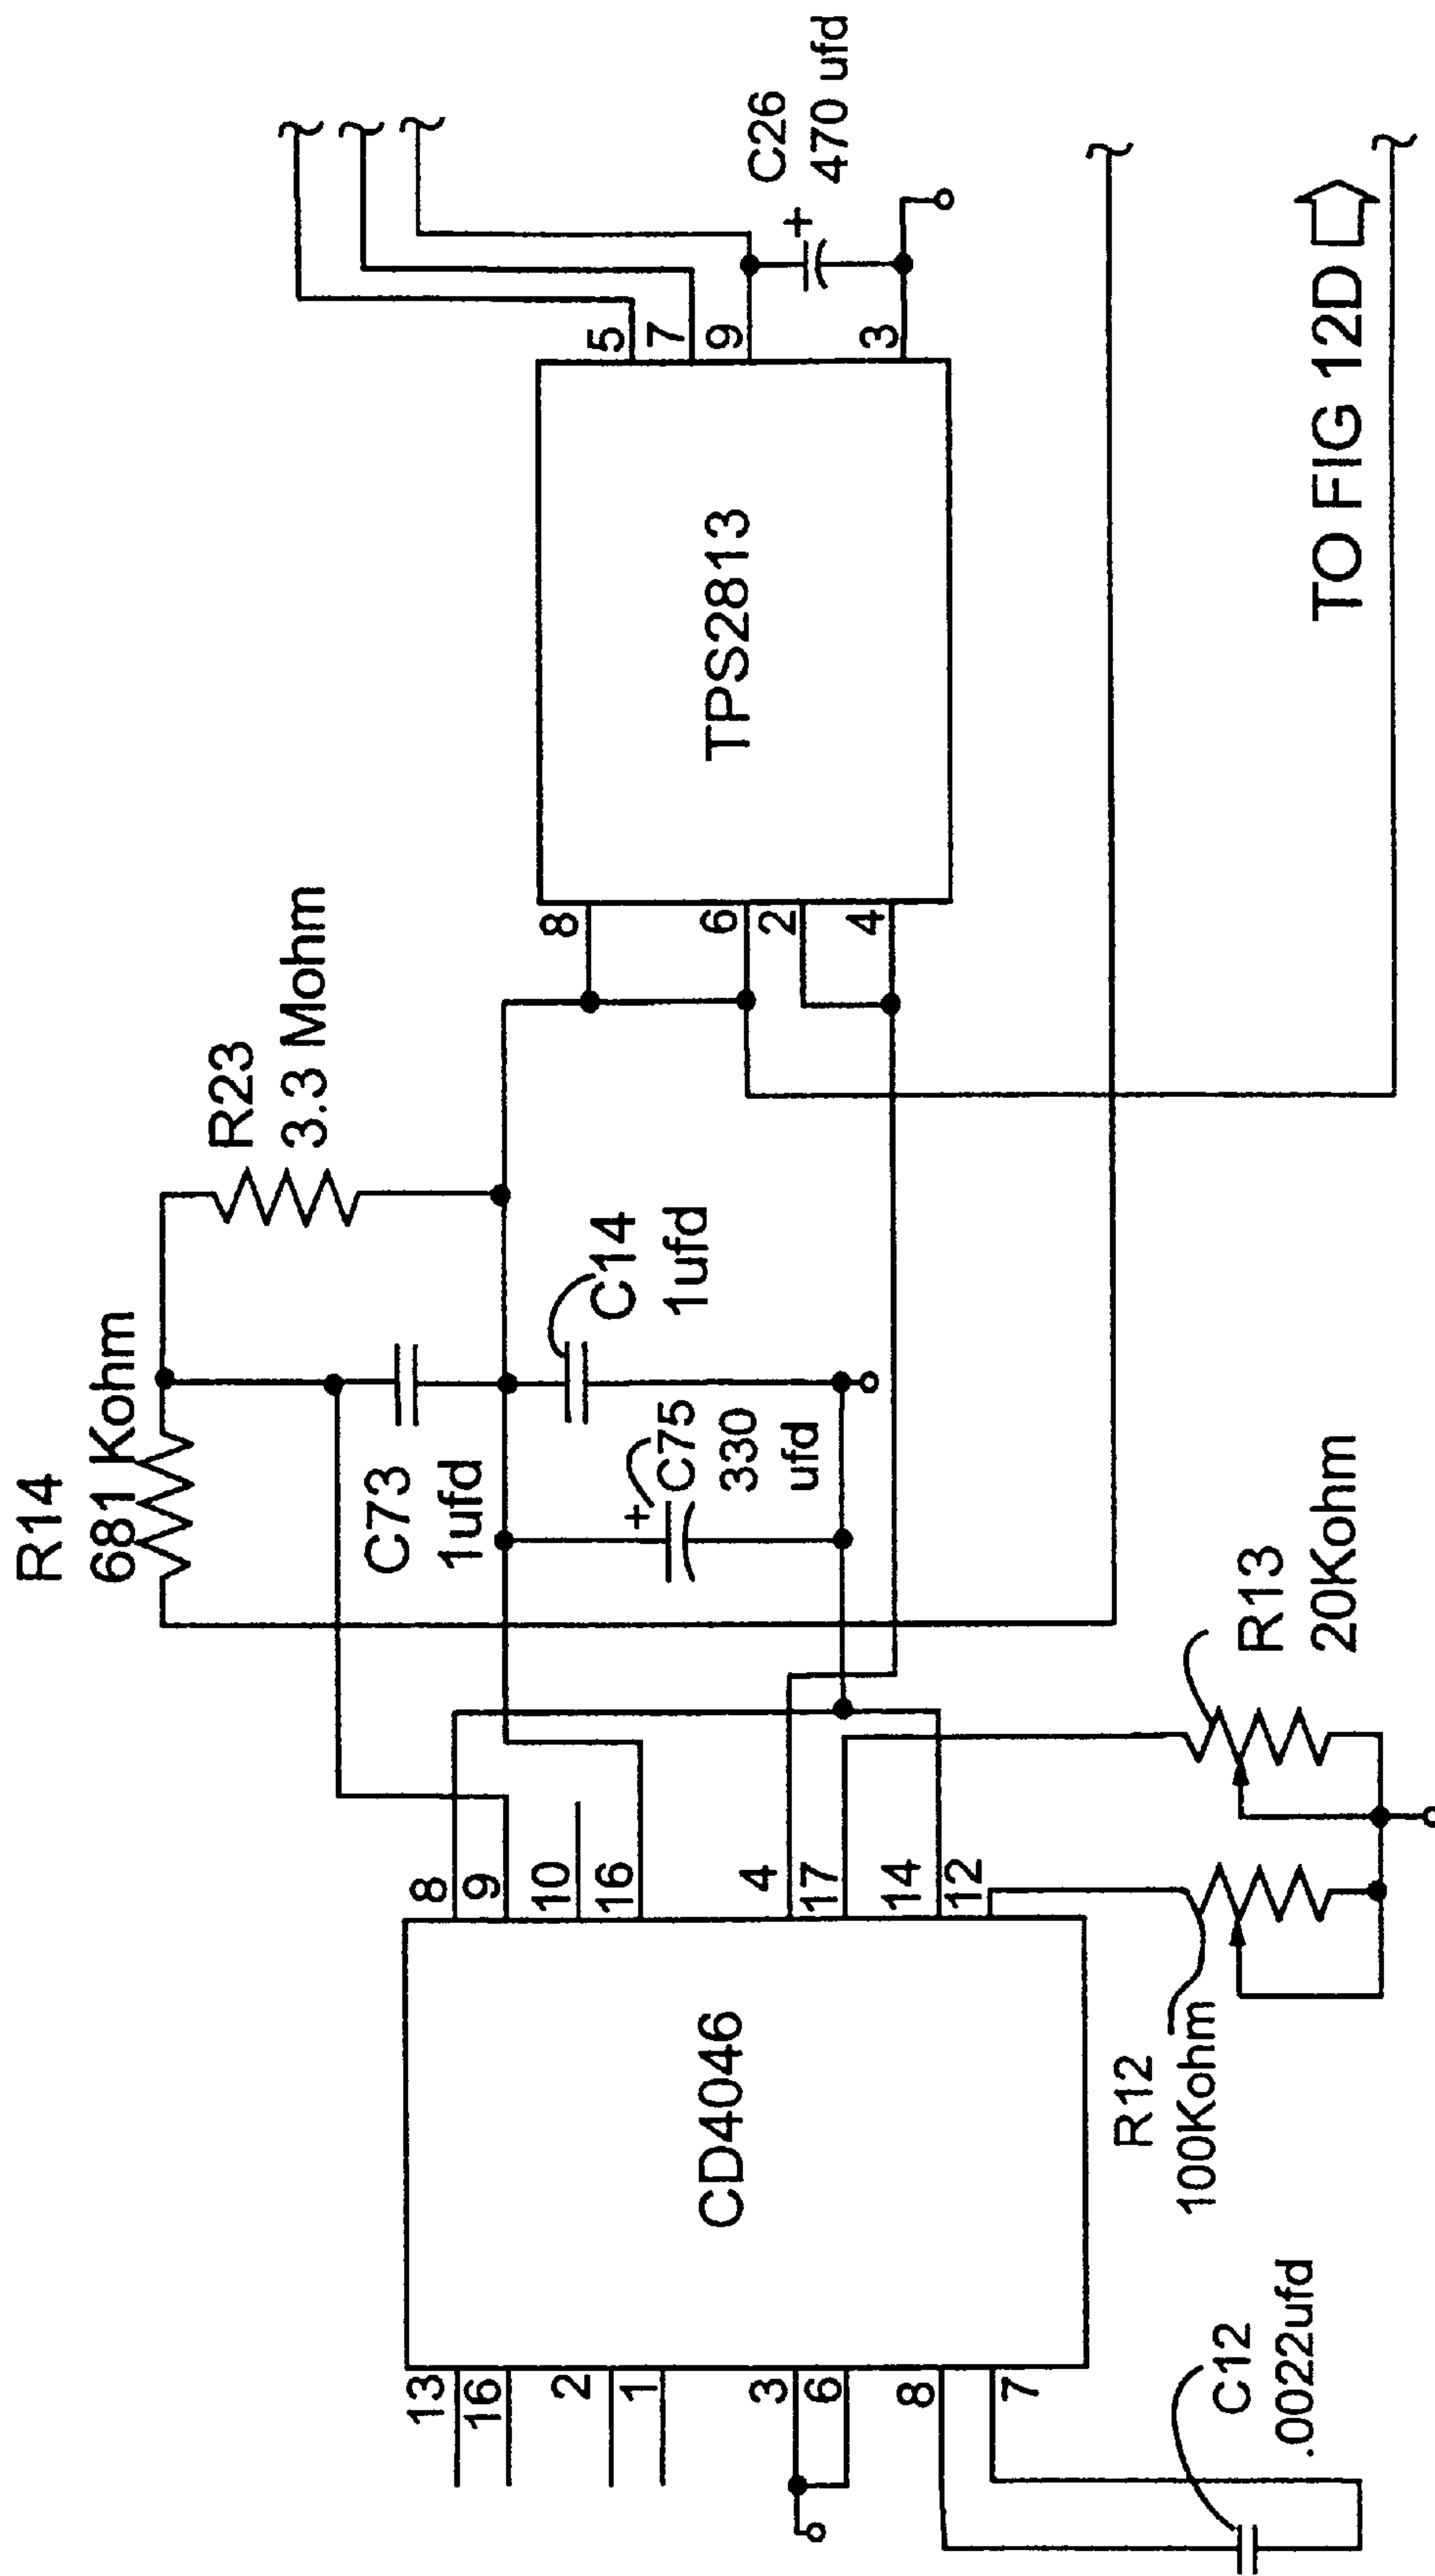 R14
681 Kohm
R23
3.3 Mohm
C73
1ufd
C14
1ufd
+
C75
330
ufd
8
9
10
16
4
17
14
12
13
16
2
1
3
6
8
7
CD4046
C12
.0022ufd
R12
100Kohm
R13
20Kohm
8
6
2
4
TPS2813
5
7
9
3
+
C26
470 ufd
TO FIG 12D